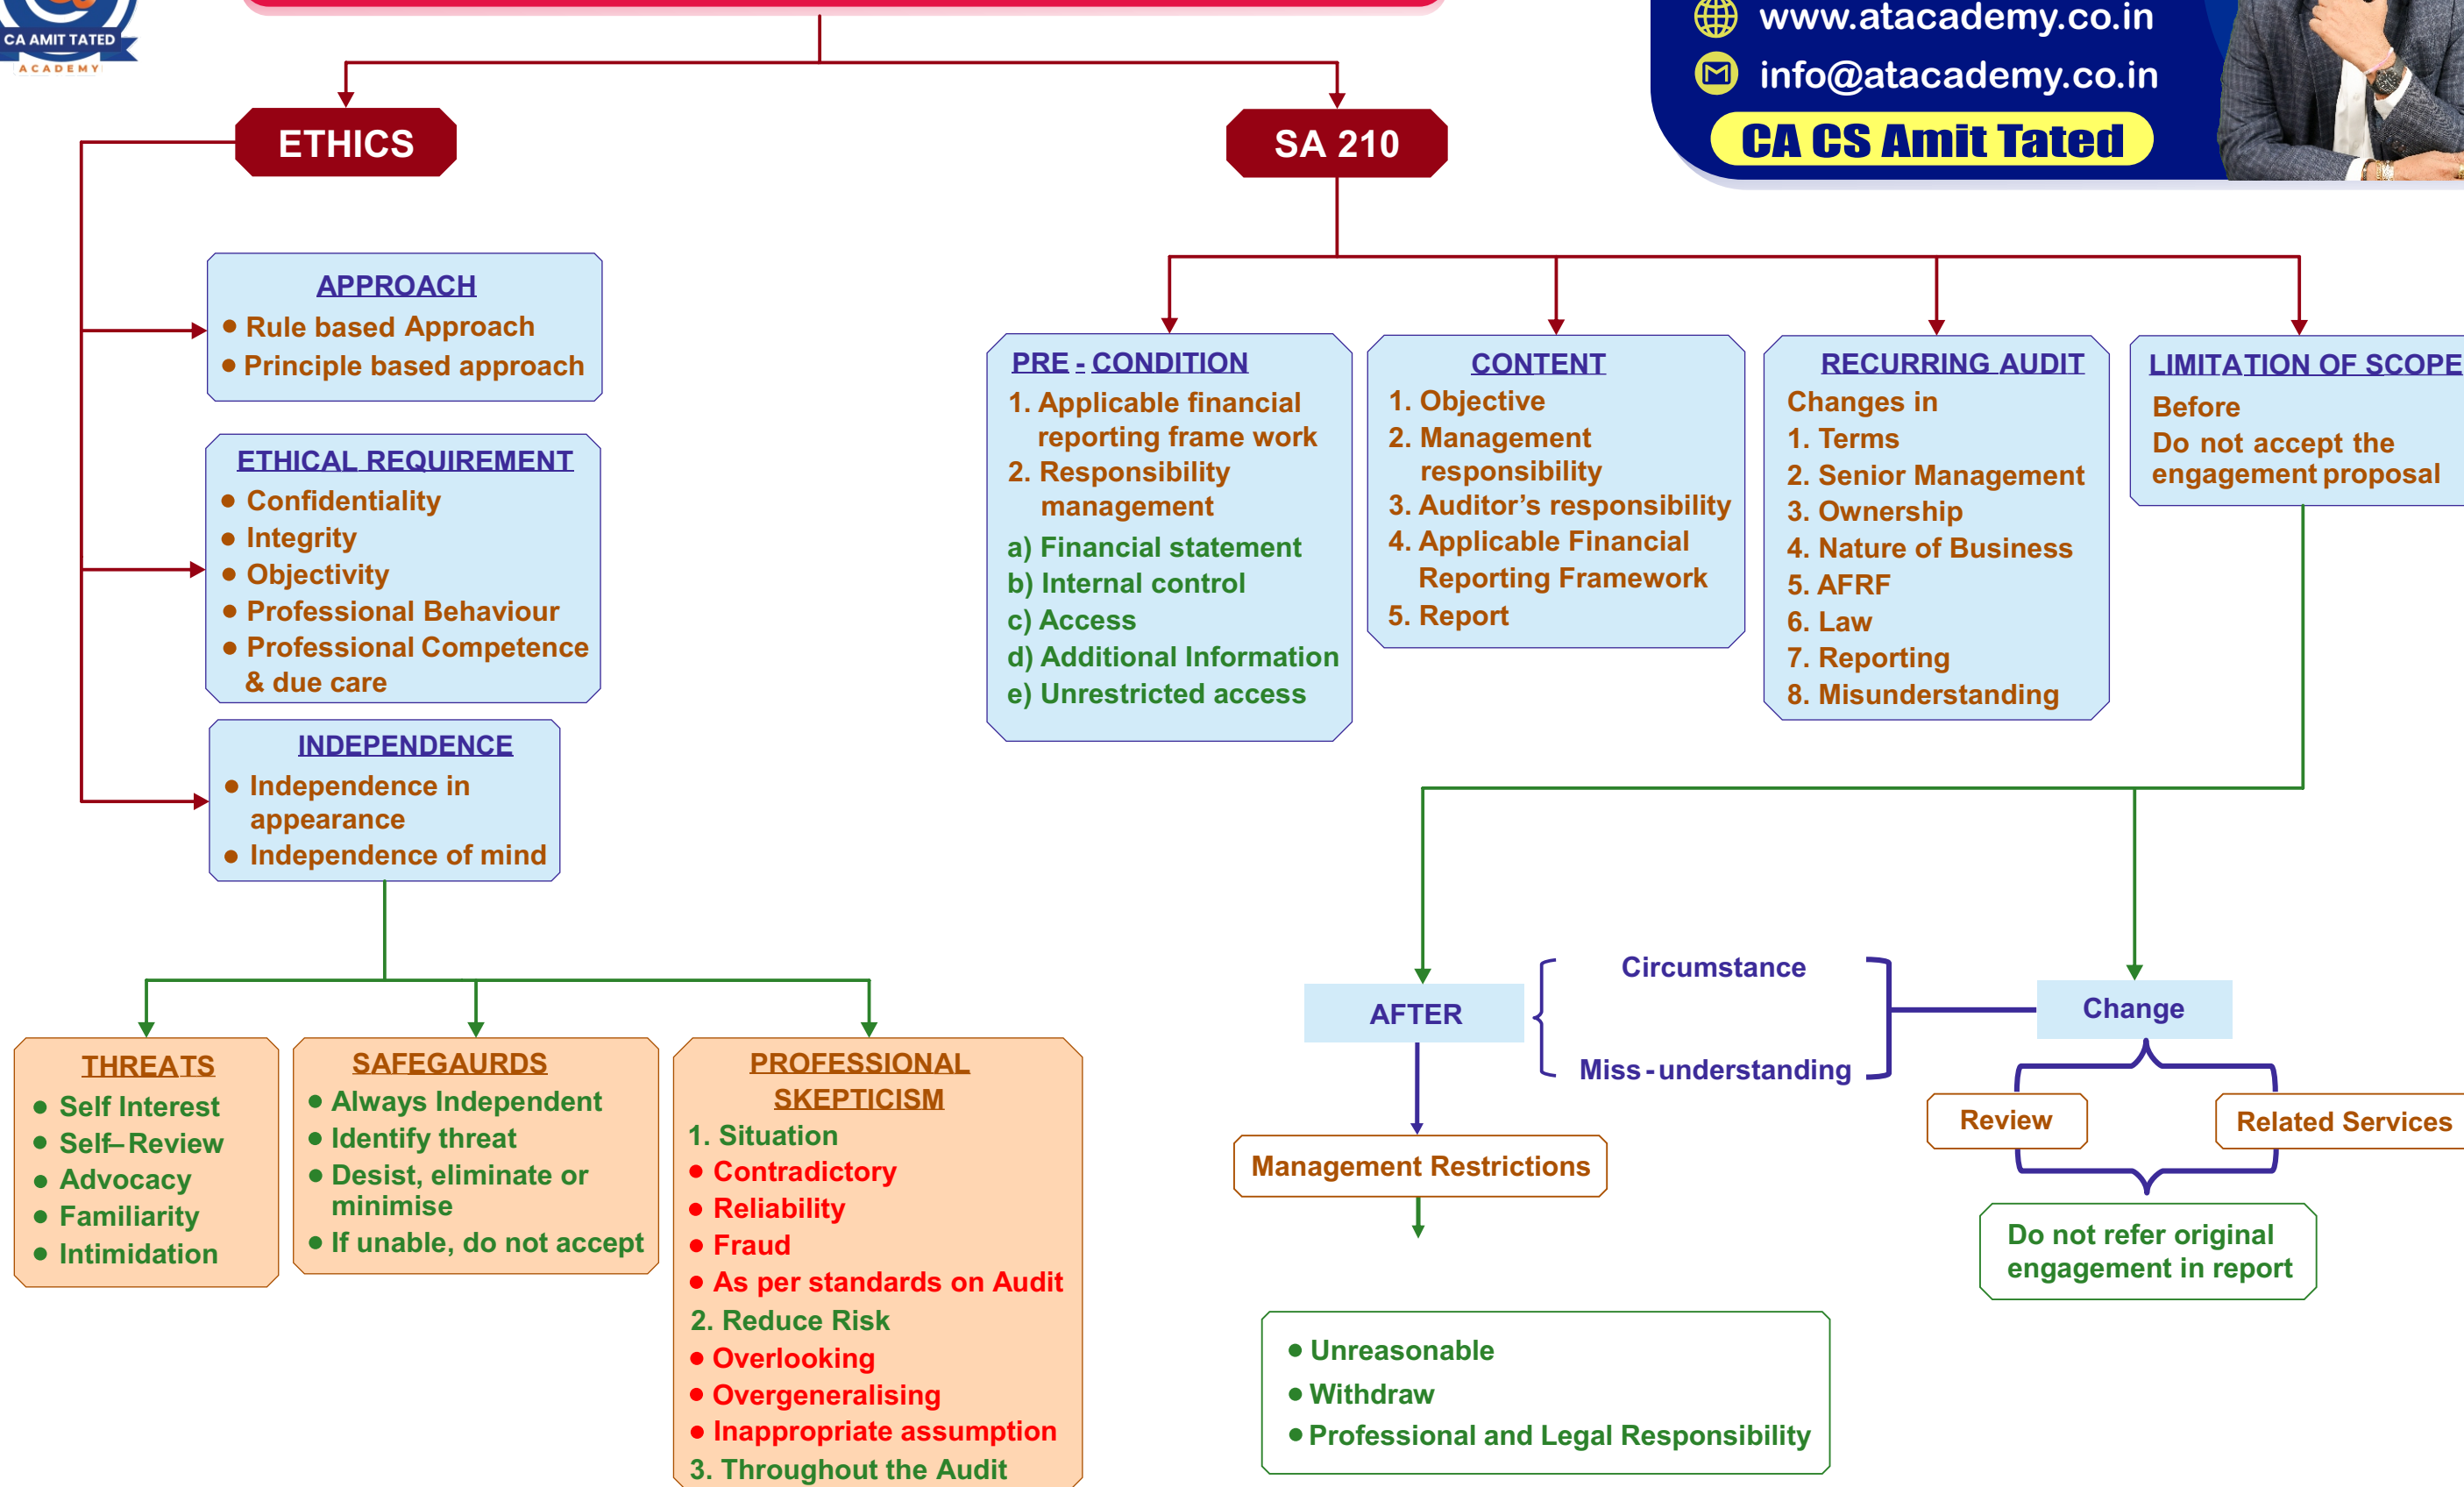 CA AMIT TATED
ACADEMY
www.atacademy.co.in
info@atacademy.co.in
CA CS Amit Tated
ETHICS
SA 210
APPROACH
• Rule based Approach
• Principle based approach
ETHICAL REQUIREMENT
• Confidentiality
• Integrity
• Objectivity
• Professional Behaviour
• Professional Competence
& due care
INDEPENDENCE
• Independence in
appearance
• Independence of mind
THREATS
• Self Interest
• Self–Review
• Advocacy
• Familiarity
• Intimidation
SAFEGAURDS
• Always Independent
• Identify threat
• Desist, eliminate or
minimise
• If unable, do not accept
PROFESSIONAL
SKEPTICISM
1. Situation
• Contradictory
• Reliability
• Fraud
• As per standards on Audit
2. Reduce Risk
• Overlooking
• Overgeneralising
• Inappropriate assumption
3. Throughout the Audit
PRE - CONDITION
1. Applicable financial
reporting frame work
2. Responsibility
management
a) Financial statement
b) Internal control
c) Access
d) Additional Information
e) Unrestricted access
CONTENT
1. Objective
2. Management
responsibility
3. Auditor's responsibility
4. Applicable Financial
Reporting Framework
5. Report
RECURRING AUDIT
Changes in
1. Terms
2. Senior Management
3. Ownership
4. Nature of Business
5. AFRF
6. Law
7. Reporting
8. Misunderstanding
LIMITATION OF SCOPE
Before
Do not accept the
engagement proposal
AFTER
Circumstance
Miss - understanding
Change
Management Restrictions
• Unreasonable
• Withdraw
• Professional and Legal Responsibility
Review
Related Services
Do not refer original
engagement in report